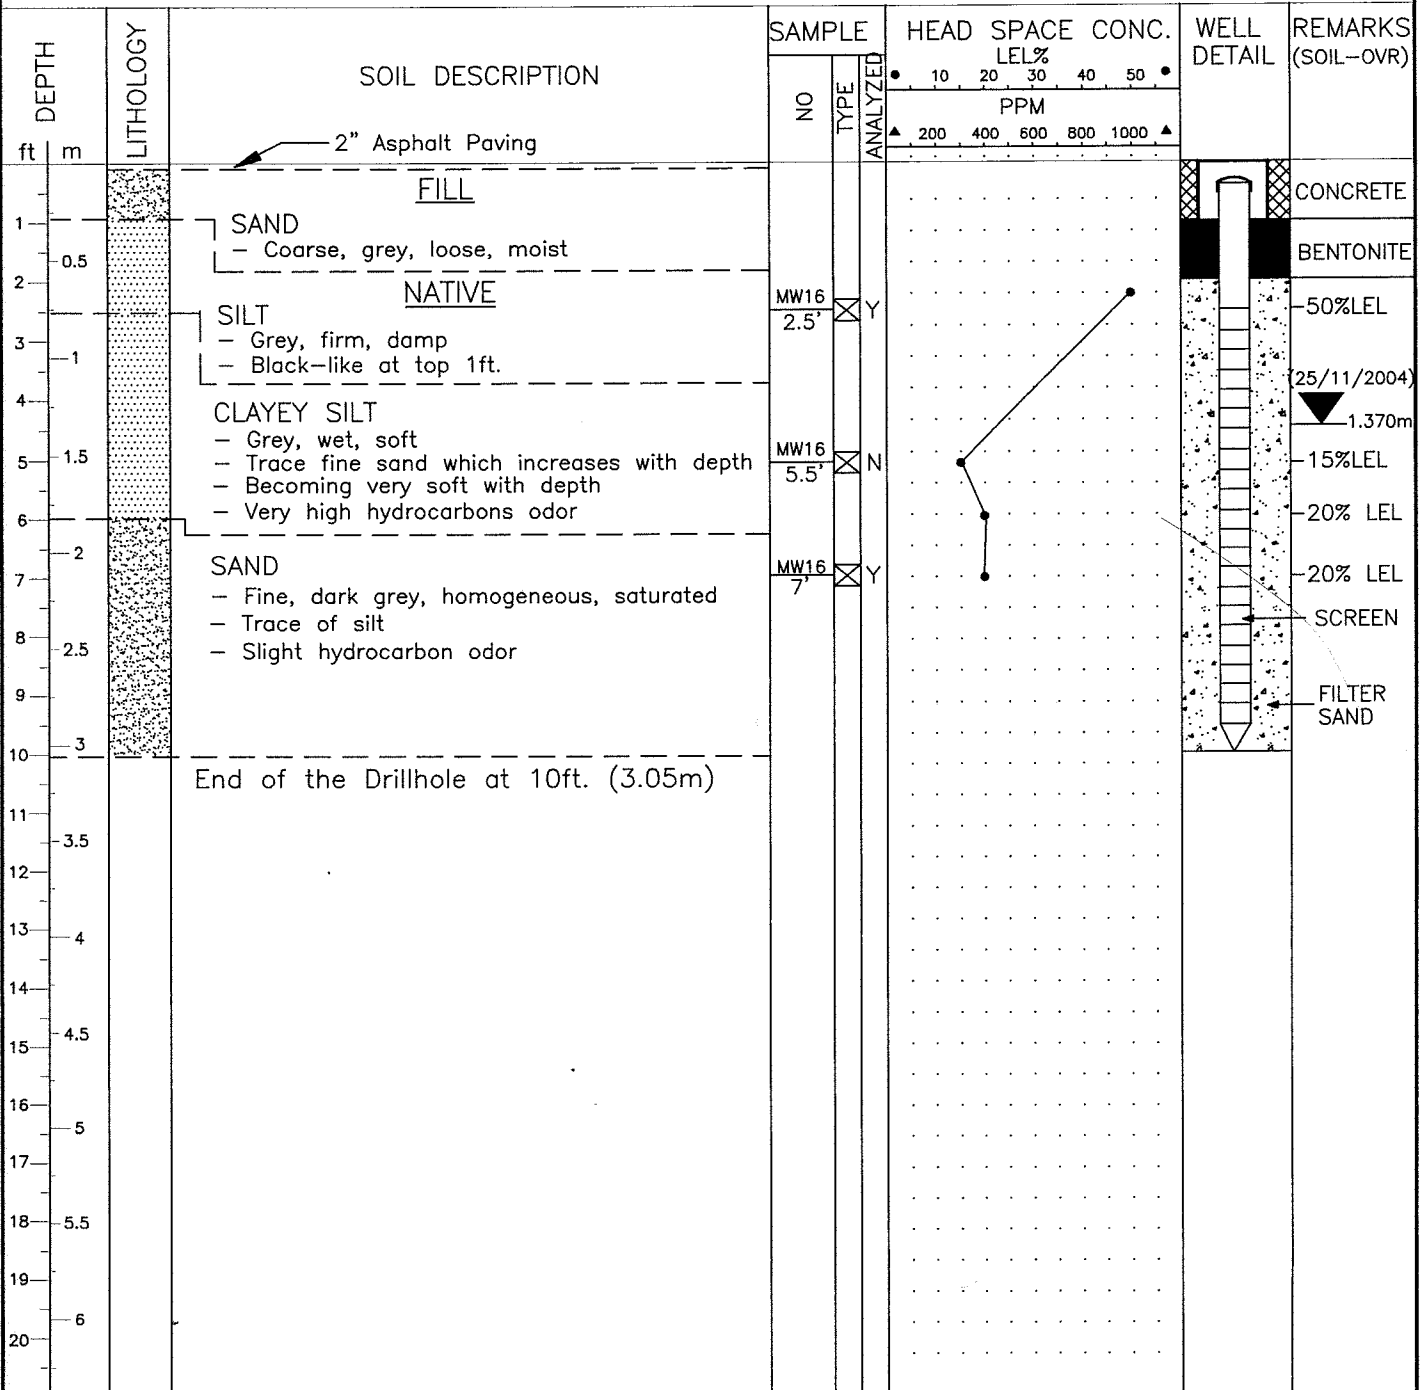 DEPTH
ft m
LITHOLOGY
SOIL DESCRIPTION
SAMPLE
NO
TYPE
ANALYZED
HEAD SPACE CONC.
LEL%
10 20 30 40 50
PPM
200 400 600 800 1000
WELL
DETAIL
REMARKS
(SOIL-OVR)
2" Asphalt Paving
FILL
SAND
- Coarse, grey, loose, moist
NATIVE
SILT
- Grey, firm, damp
- Black-like at top 1ft.
CLAYEY SILT
- Grey, wet, soft
- Trace fine sand which increases with depth
- Becoming very soft with depth
- Very high hydrocarbons odor
SAND
- Fine, dark grey, homogeneous, saturated
- Trace of silt
- Slight hydrocarbon odor
End of the Drillhole at 10ft. (3.05m)
1
2
3
4
5
6
7
8
9
10
11
12
13
14
15
16
17
18
19
20
0.5
1
1.5
2
2.5
3
3.5
4
4.5
5
5.5
6
MW16
2.5'
Y
MW16
5.5'
N
MW16
7'
Y
CONCRETE
BENTONITE
50%LEL
(25/11/2004)
1.370m
15%LEL
20% LEL
20% LEL
SCREEN
FILTER
SAND